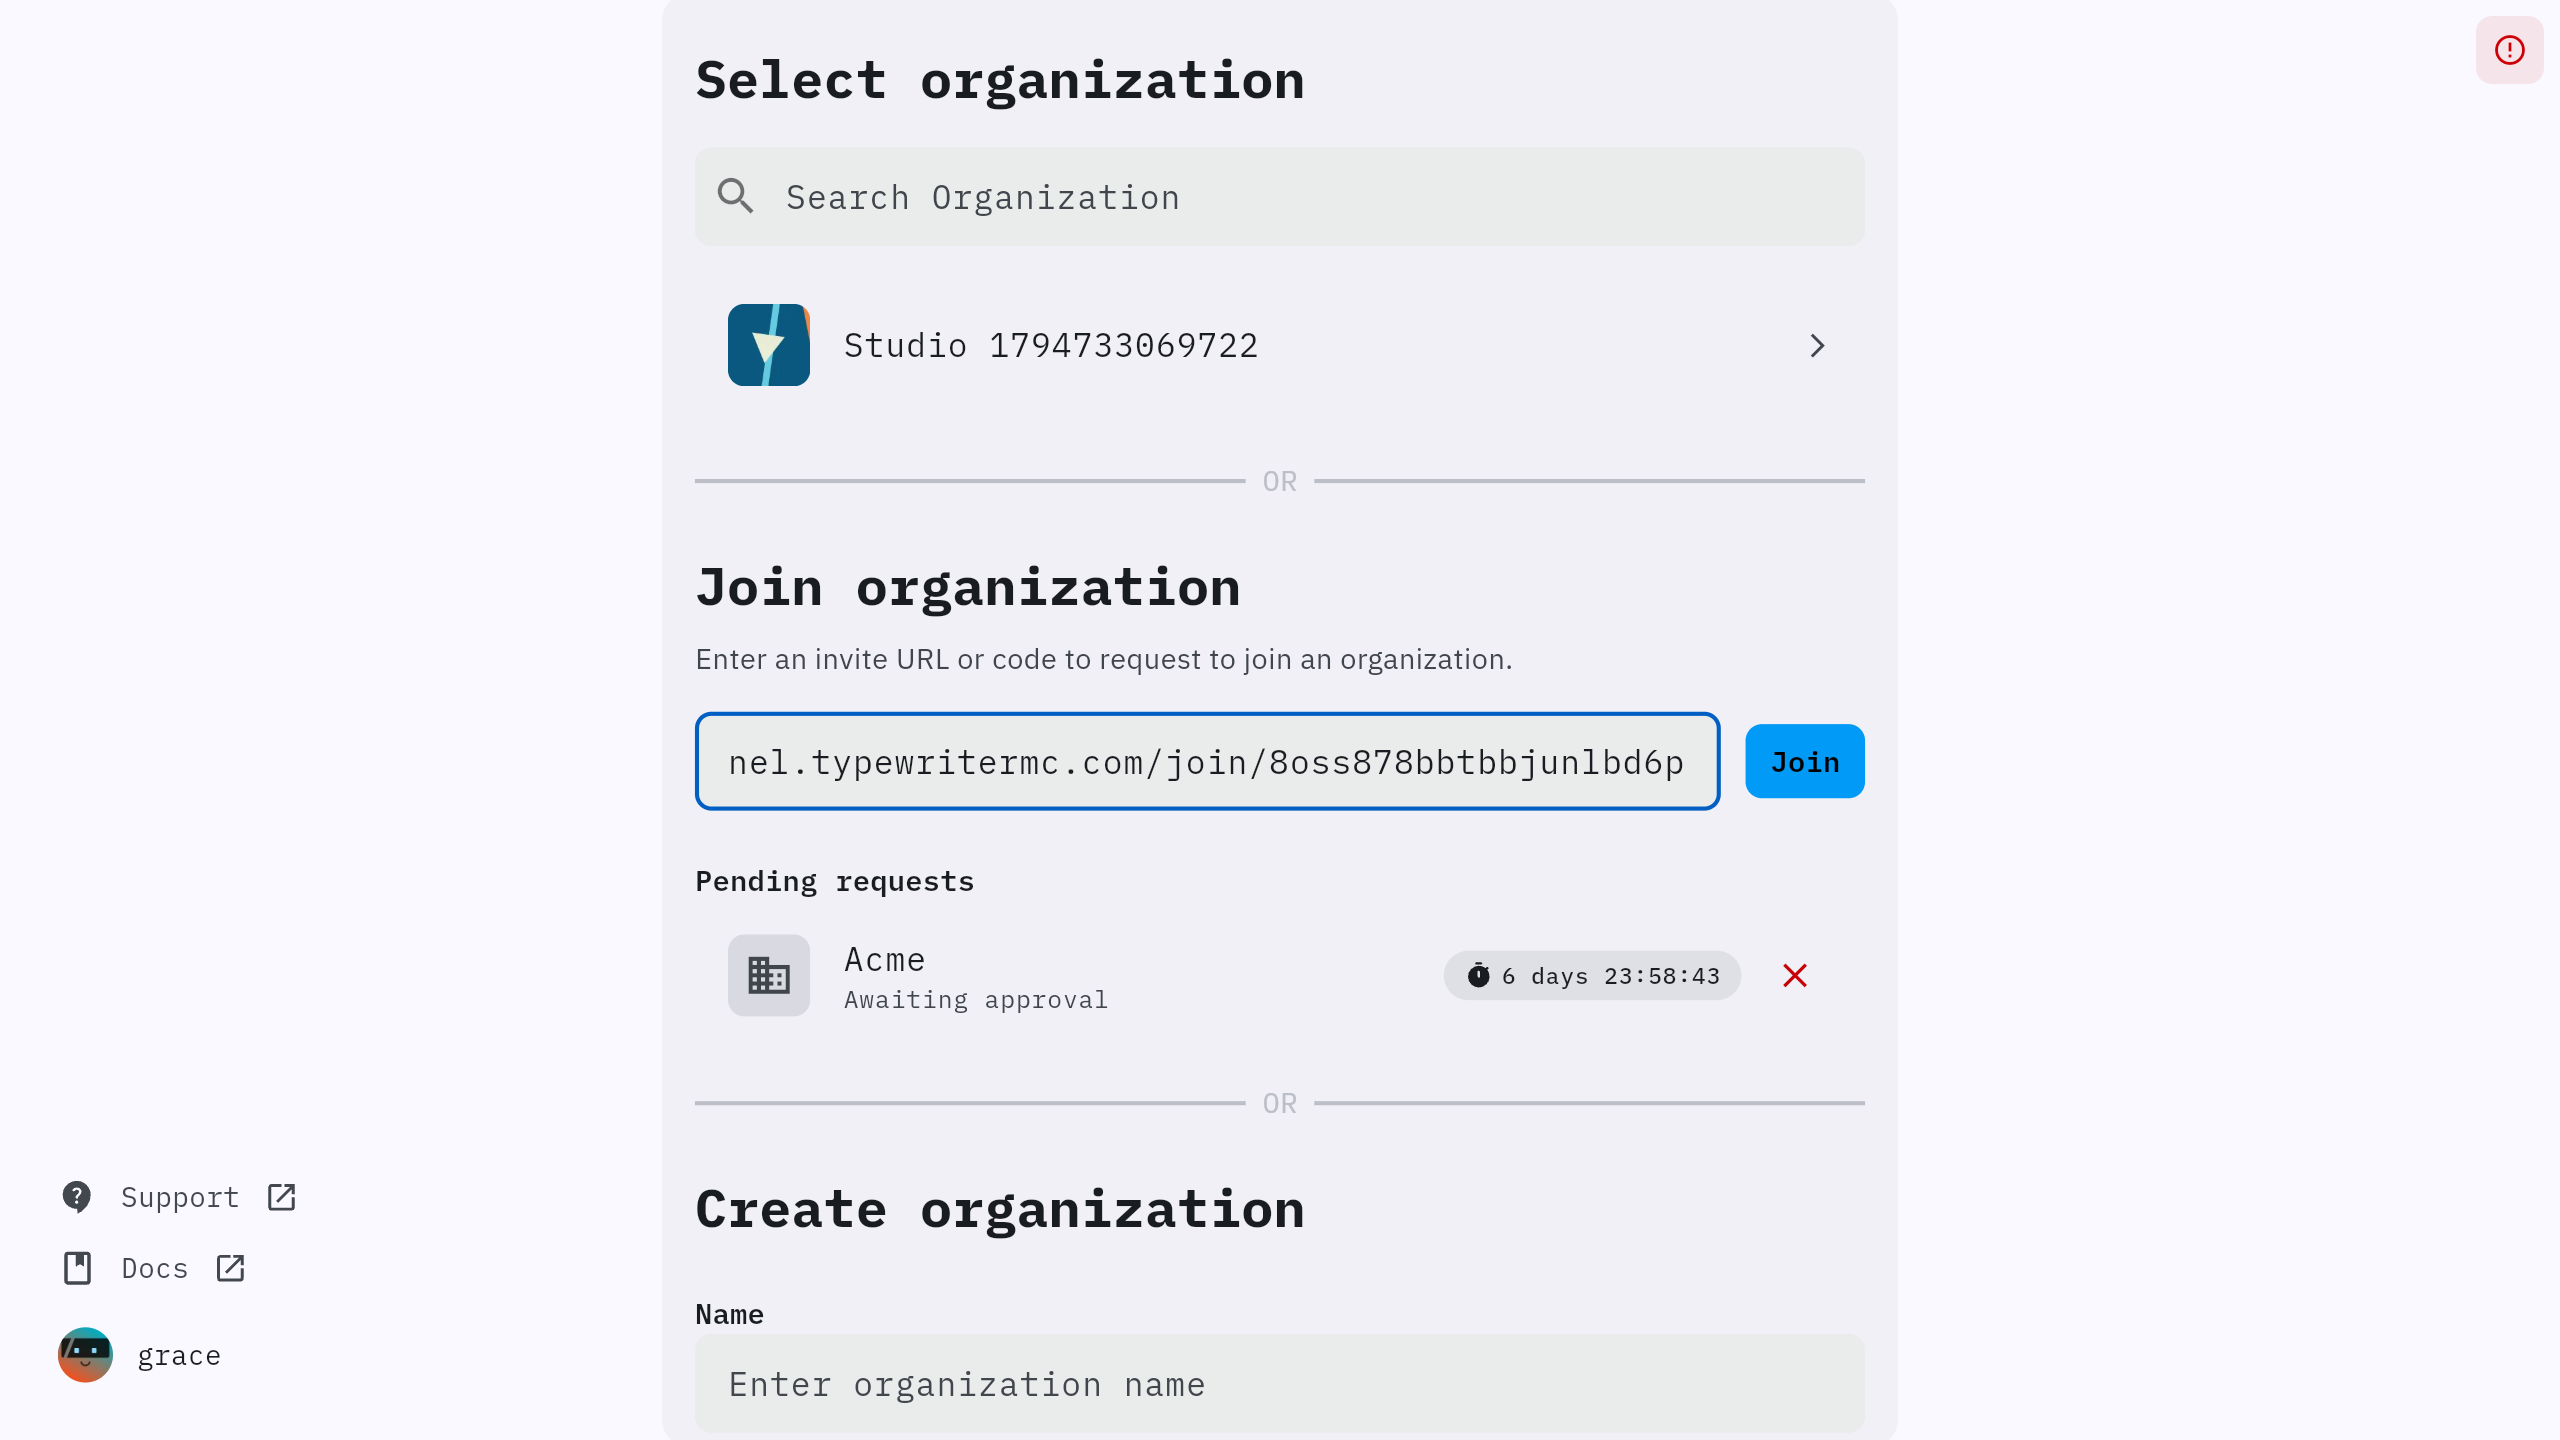 Select organization
Search Organization
Studio 1794733069722
OR
Join organization
Enter an invite URL or code to request to join an organization.
nel.typewritermc.com/join/8oss878bbtbbjunlbd6p
Join
Pending requests
Acme
6 days 23:58:43
Awaiting approval
OR
Create organization
Name
Enter organization name
Support
Docs
grace